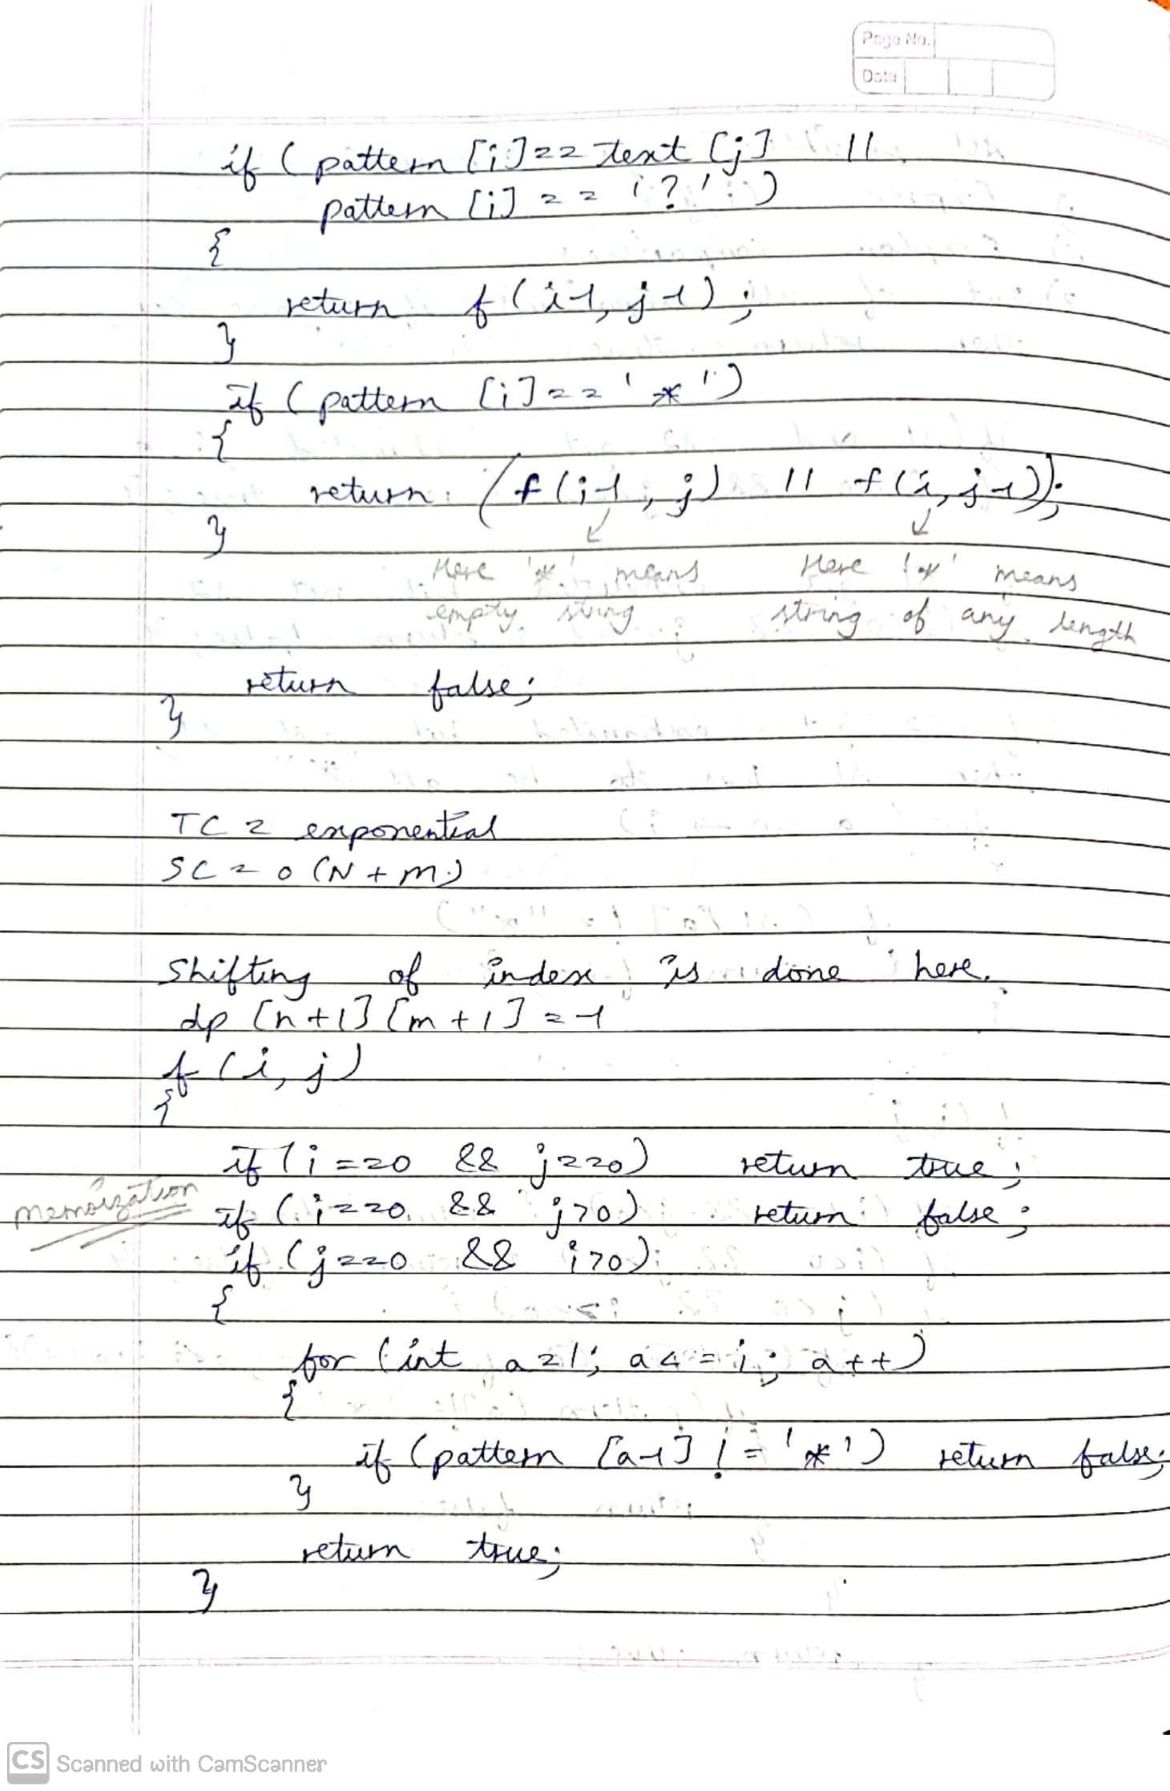 Page No.
Date
if (pattern [i]==text [j] ||
pattern [i] == '?')
{
return f(i-1, j-1);
}
if (pattern [i]=='*')
{
return (f(i-1, j) || f(i, j-1));
}
Here '*' means Here '*' means
empty string string of any length
return false;
}
TC = exponential
SC = O(N+m)
Shifting of index is done here.
dp [n+1][m+1] = -1
f(i, j)
{
if (i==0 && j==0) return true;
memoization if (i==0 && j>0) return false;
if (j==0 && i>0)
{
for (int a=1; a<=i; a++)
{
if (pattern [a-1] != '*') return false;
}
return true;
}
CS Scanned with CamScanner